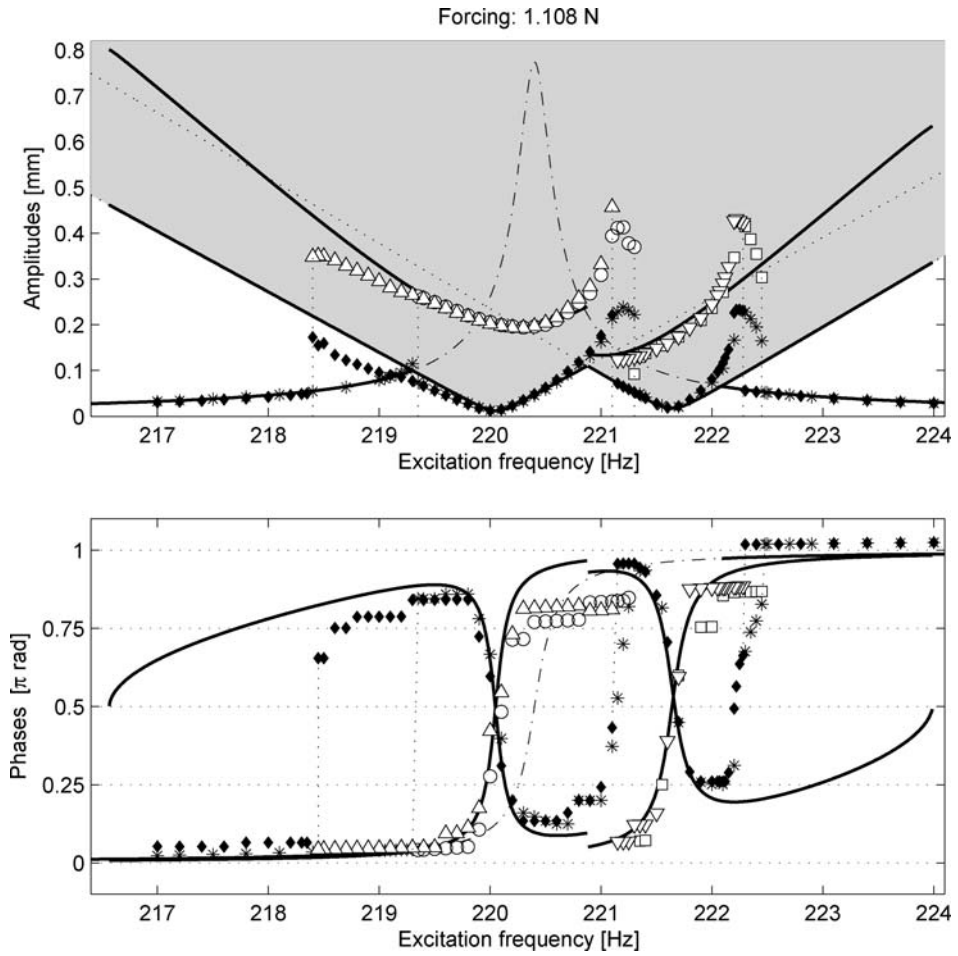 Forcing: 1.108 N
0.8
0.7
0.6
0.5
0.4
0.3
0.2
0.1
0
Amplitudes [mm]
217 218 219 220 221 222 223 224
Excitation frequency [Hz]
1
0.75
0.5
0.25
0
Phases [π rad]
217 218 219 220 221 222 223 224
Excitation frequency [Hz]